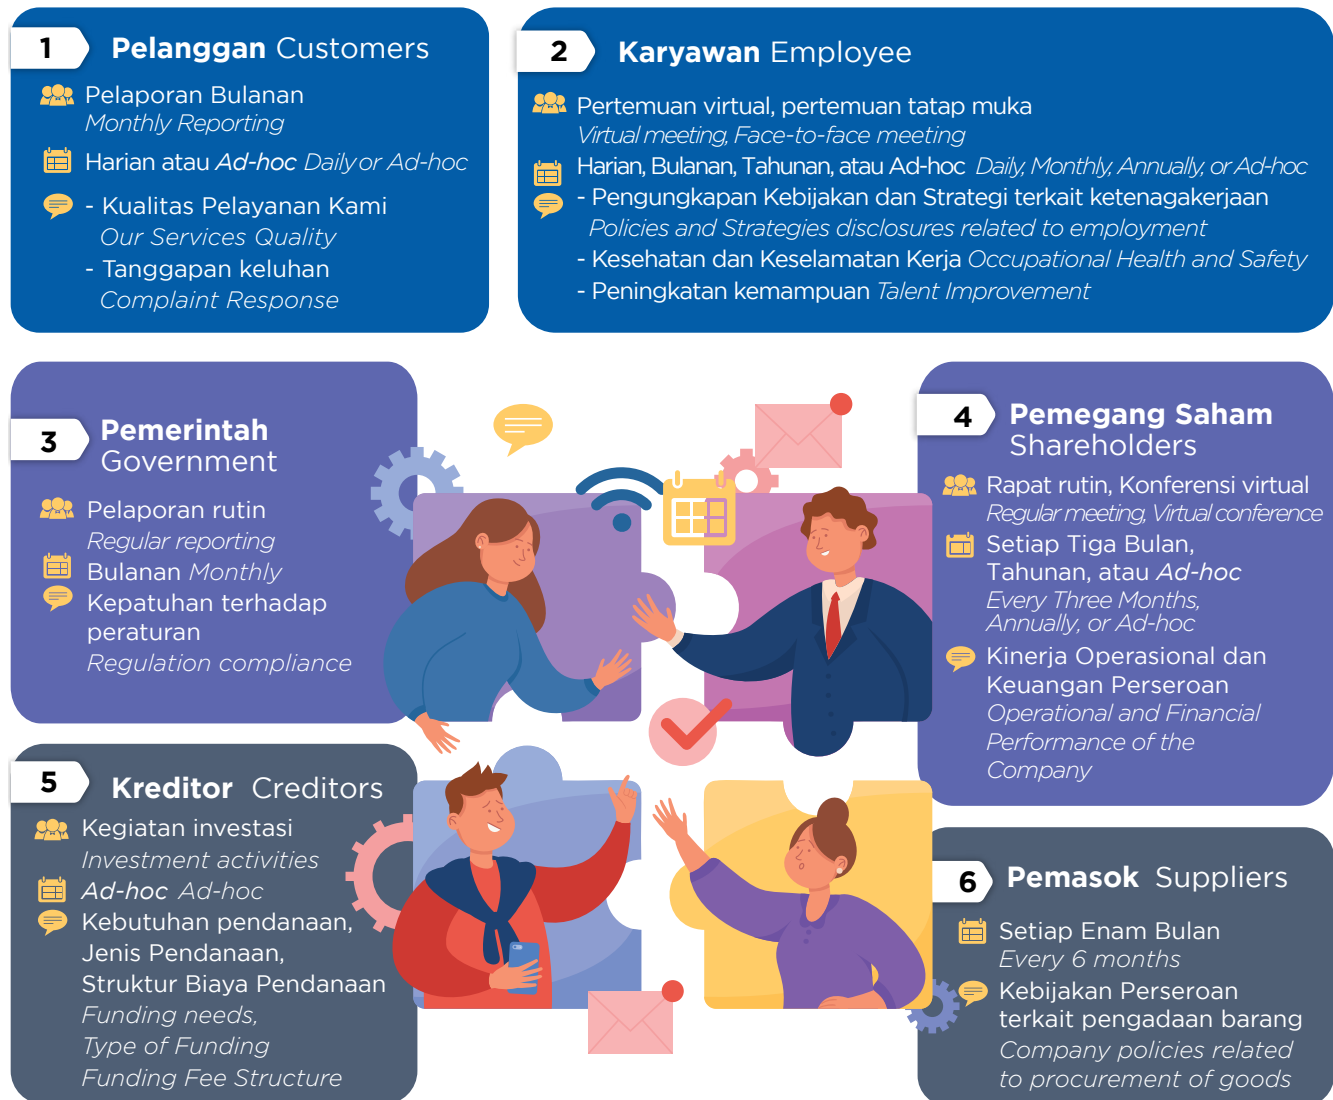 1 Pelanggan Customers
Pelaporan Bulanan
Monthly Reporting
Harian atau Ad-hoc Daily or Ad-hoc
- Kualitas Pelayanan Kami
Our Services Quality
- Tanggapan keluhan
Complaint Response
2 Karyawan Employee
Pertemuan virtual, pertemuan tatap muka
Virtual meeting, Face-to-face meeting
Harian, Bulanan, Tahunan, atau Ad-hoc Daily, Monthly, Annually, or Ad-hoc
- Pengungkapan Kebijakan dan Strategi terkait ketenagakerjaan
Policies and Strategies disclosures related to employment
- Kesehatan dan Keselamatan Kerja Occupational Health and Safety
- Peningkatan kemampuan Talent Improvement
3 Pemerintah
Government
Pelaporan rutin
Regular reporting
Bulanan Monthly
Kepatuhan terhadap
peraturan
Regulation compliance
4 Pemegang Saham
Shareholders
Rapat rutin, Konferensi virtual
Regular meeting, Virtual conference
Setiap Tiga Bulan,
Tahunan, atau Ad-hoc
Every Three Months,
Annually, or Ad-hoc
Kinerja Operasional dan
Keuangan Perseroan
Operational and Financial
Performance of the
Company
5 Kreditor Creditors
Kegiatan investasi
Investment activities
Ad-hoc Ad-hoc
Kebutuhan pendanaan,
Jenis Pendanaan,
Struktur Biaya Pendanaan
Funding needs,
Type of Funding
Funding Fee Structure
6 Pemasok Suppliers
Setiap Enam Bulan
Every 6 months
Kebijakan Perseroan
terkait pengadaan barang
Company policies related
to procurement of goods